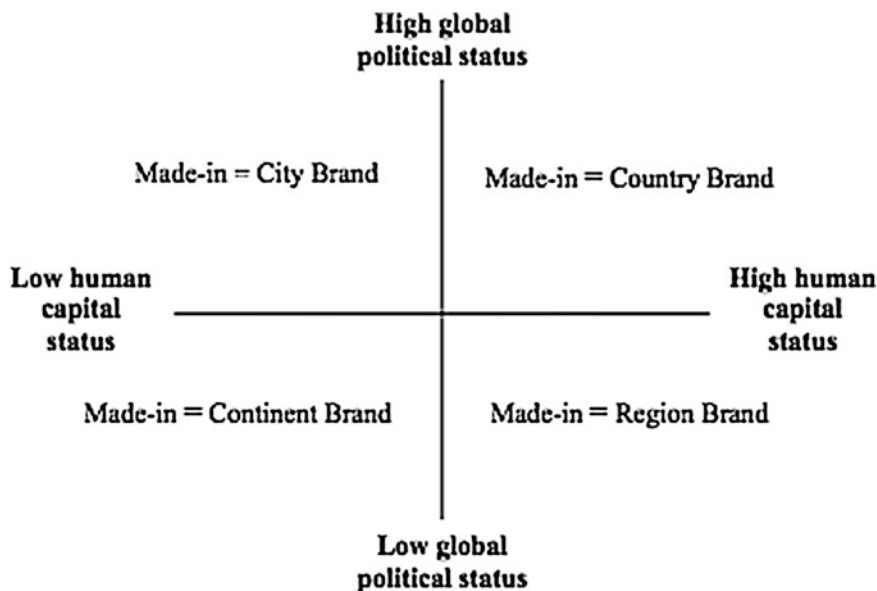 High global
political status
Made-in = City Brand
Made-in = Country Brand
Low human
capital
status
High human
capital
status
Made-in = Continent Brand
Made-in = Region Brand
Low global
political status